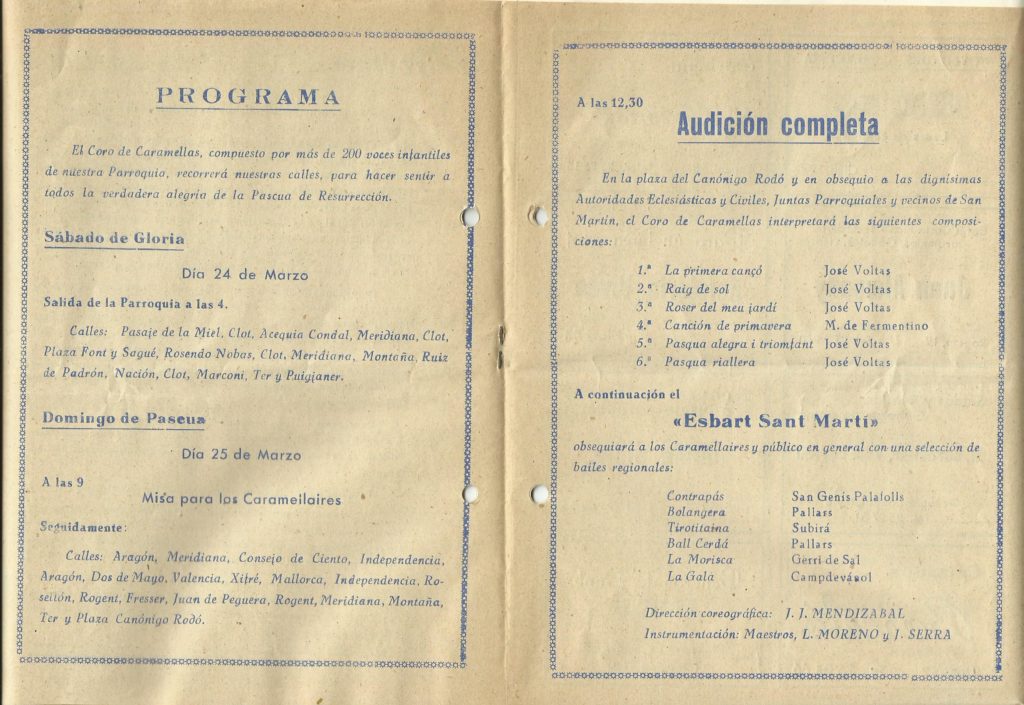 PROGRAMA
El Coro de Caramellas, compuesto por más de 200 voces infantiles
de nuestra Parroquia, recorrerá nuestras calles, para hacer sentir a
todos la verdadera alegría de la Pascua de Resurrección.
Sábado de Gloria
Día 24 de Marzo
Salida de la Parroquia a las 4.
Calles: Pasaje de la Miel, Clot, Acequia Condal, Meridiana, Clot,
Plaza Font y Sagué, Rosendo Nobas, Clot, Meridiana, Montaña, Ruiz
de Padrón, Nación, Clot, Marconi, Ter y Puigjaner.
Domingo de Pascua
Día 25 de Marzo
A las 9
Misa para los Caramellaires
Seguidamente:
Calles: Aragón, Meridiana, Consejo de Ciento, Independencia,
Aragón, Dos de Mayo, Valencia, Xifré, Mallorca, Independencia, Ro-
sellón, Rogent, Fresser, Juan de Peguera, Rogent, Meridiana, Montaña,
Ter y Plaza Canónigo Rodó.
A las 12,30
Audición completa
En la plaza del Canónigo Rodó y en obsequio a las dignísimas
Autoridades Eclesiásticas y Civiles, Juntas Parroquiales y vecinos de San
Martín, el Coro de Caramellas interpretará las siguientes composi-
ciones:
1.ª La primera cançó José Voltas
2.ª Raig de sol José Voltas
3.ª Roser del meu jardí José Voltas
4.ª Canción de primavera M. de Fermentino
5.ª Pasqua alegra i triomfant José Voltas
6.ª Pasqua riallera José Voltas
A continuación el
«Esbart Sant Martí»
obsequiará a los Caramellaires y público en general con una selección de
bailes regionales:
Contrapás San Genís Palafolls
Bolangera Pallars
Tirotitaina Subirá
Ball Cerdá Pallars
La Morisca Gerri de Sal
La Gala Campdevánol
Dirección coreográfica: J. J. MENDIZABAL
Instrumentación: Maestros, L. MORENO y J. SERRA